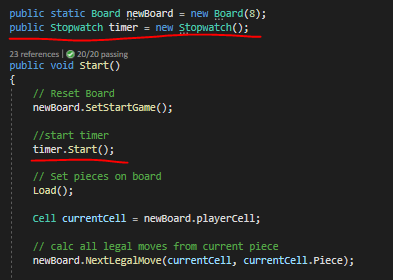 public static Board newBoard = new Board(8);
public Stopwatch timer = new Stopwatch();
23 references | 20/20 passing
public void Start()
{
// Reset Board
newBoard.SetStartGame();
//start timer
timer.Start();
// Set pieces on board
Load();
Cell currentCell = newBoard.playerCell;
// calc all legal moves from current piece
newBoard.NextLegalMove(currentCell, currentCell.Piece);